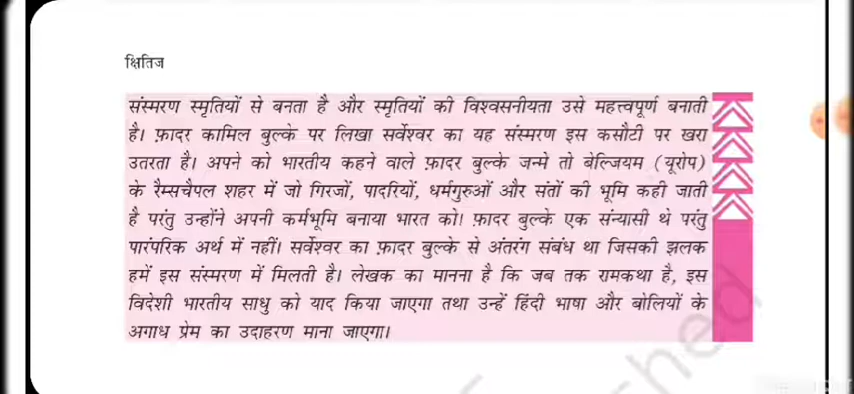 क्षितिज
संस्मरण स्मृतियों से बनता है और स्मृतियों की विश्वसनीयता उसे महत्त्वपूर्ण बनाती
है। फ़ादर कामिल बुल्के पर लिखा सर्वेश्वर का यह संस्मरण इस कसौटी पर खरा
उतरता है। अपने को भारतीय कहने वाले फ़ादर बुल्के जन्मे तो बेल्जियम (यूरोप)
के रैम्सचैपल शहर में जो गिरजों, पादरियों, धर्मगुरुओं और संतों की भूमि कही जाती
है परंतु उन्होंने अपनी कर्मभूमि बनाया भारत को। फ़ादर बुल्के एक संन्यासी थे परंतु
पारंपरिक अर्थ में नहीं। सर्वेश्वर का फ़ादर बुल्के से अंतरंग संबंध था जिसकी झलक
हमें इस संस्मरण में मिलती है। लेखक का मानना है कि जब तक रामकथा है, इस
विदेशी भारतीय साधु को याद किया जाएगा तथा उन्हें हिंदी भाषा और बोलियों के
अगाध प्रेम का उदाहरण माना जाएगा।